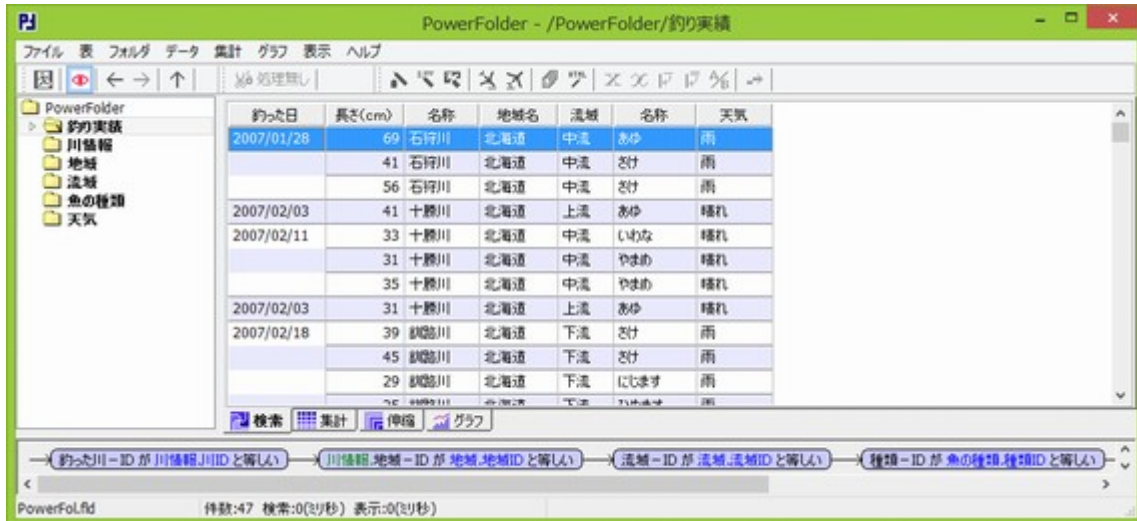 PowerFolder - /PowerFolder/釣り実績
ファイル 表 フォルダ データ 集計 グラフ 表示 ヘルプ
処理無し
PowerFolder
釣り実績
川情報
地域
流域
魚の種類
天気
釣った日 長さ(cm) 名称 地域名 流域 名称 天気
2007/01/28 69 石狩川 北海道 中流 あゆ 雨
41 石狩川 北海道 中流 さけ 雨
56 石狩川 北海道 中流 さけ 雨
2007/02/03 41 十勝川 北海道 上流 あゆ 晴れ
2007/02/11 33 十勝川 北海道 中流 いわな 晴れ
31 十勝川 北海道 中流 やまめ 晴れ
35 十勝川 北海道 中流 やまめ 晴れ
2007/02/03 31 十勝川 北海道 上流 あゆ 晴れ
2007/02/18 39 釧路川 北海道 下流 さけ 雨
45 釧路川 北海道 下流 さけ 雨
29 釧路川 北海道 下流 にじます 雨
検索 集計 伸縮 グラフ
釣った川-ID が 川情報.川ID と等しい 川情報.地域-ID が 地域.地域ID と等しい 流域-ID が 流域.流域ID と等しい 種類-ID が 魚の種類.種類ID と等しい
PowerFol.fld 件数:47 検索:0(ミリ秒) 表示:0(ミリ秒)